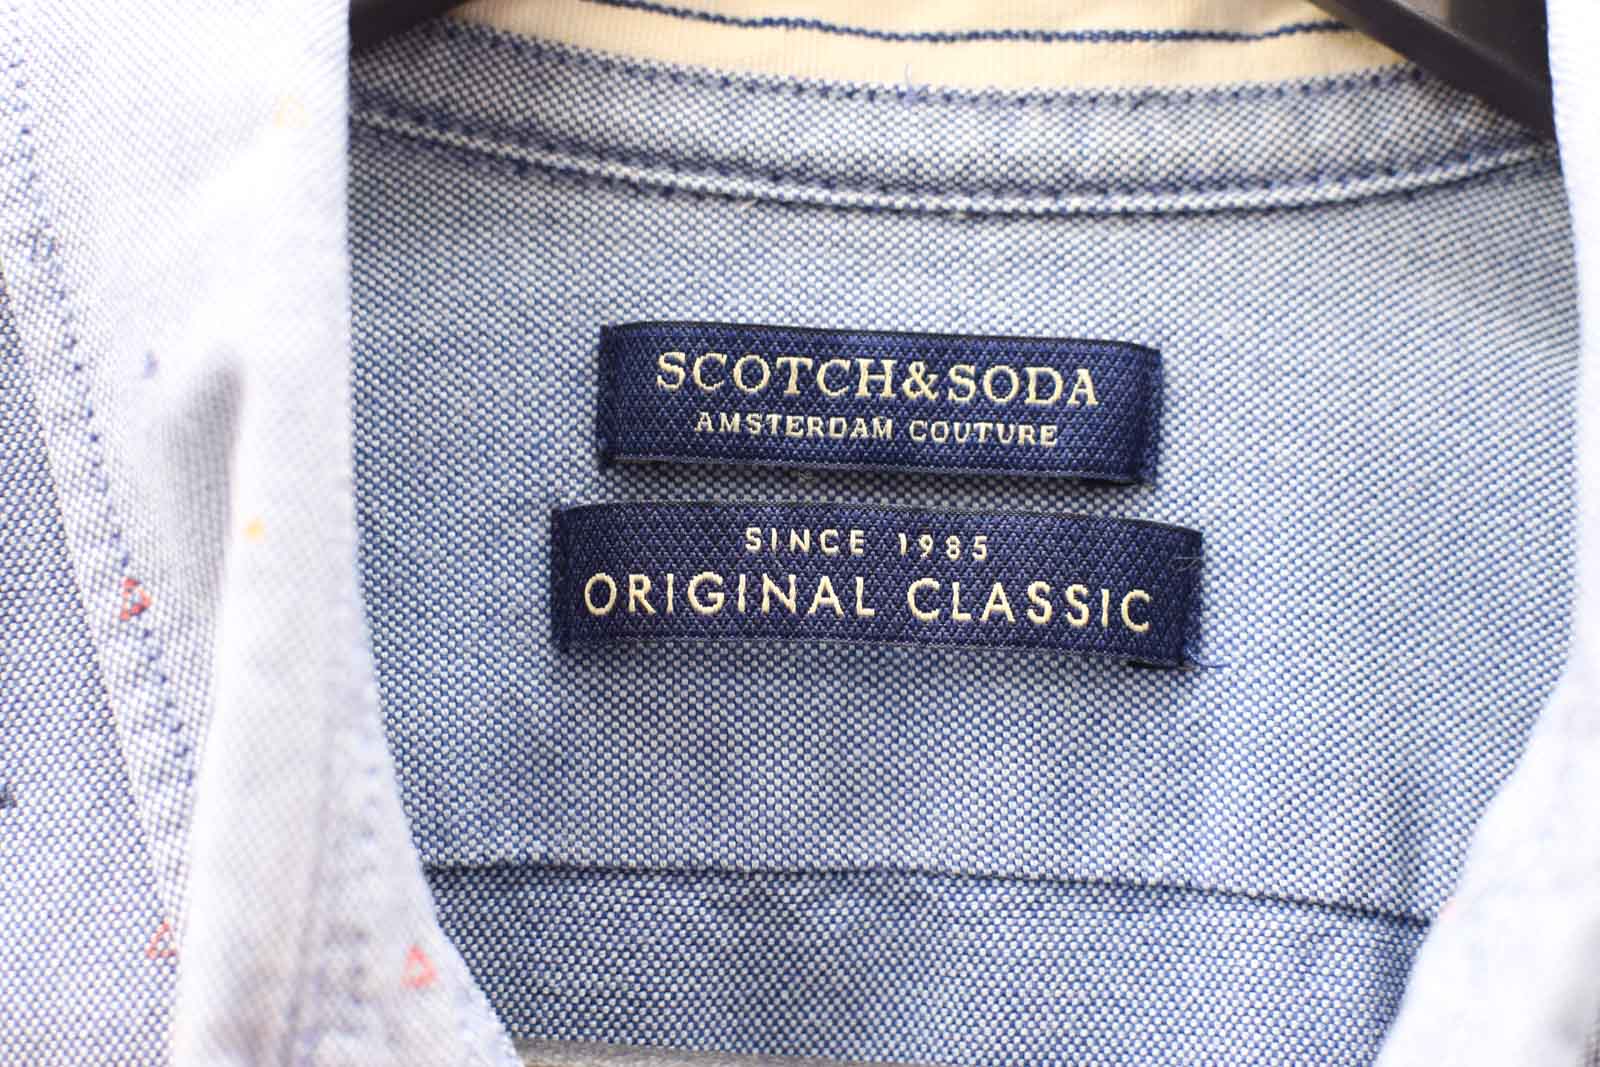 SCOTCH&SODA
AMSTERDAM COUTURE
SINCE 1985
ORIGINAL CLASSIC